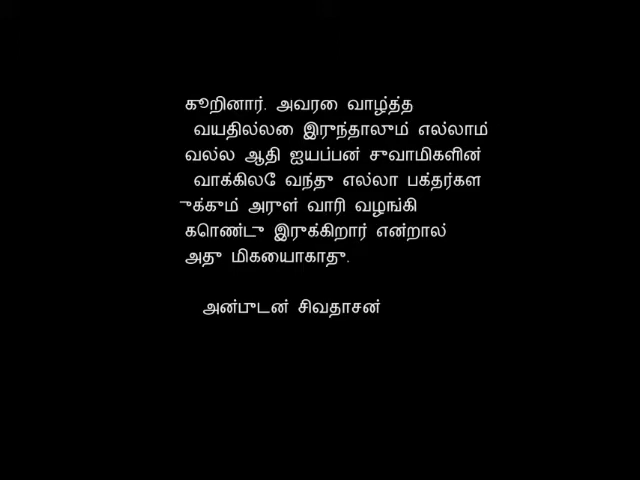 கூறினார். அவரை வாழ்த்த
வயதில்லை இருந்தாலும் எல்லாம்
வல்ல ஆதி ஐயப்பன் சுவாமிகளின்
வாக்கிலே வந்து எல்லா பக்தர்கள
ுக்கும் அருள் வாரி வழங்கி
கொண்டு இருக்கிறார் என்றால்
அது மிகையாகாது.
அன்புடன் சிவதாசன்